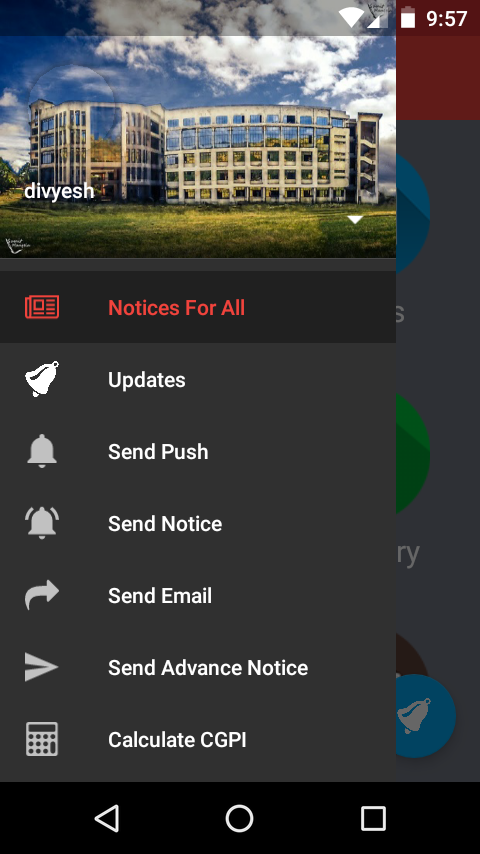 9:57
divyesh
Notices For All
s
Updates
Send Push
Send Notice
ry
Send Email
Send Advance Notice
Calculate CGPI